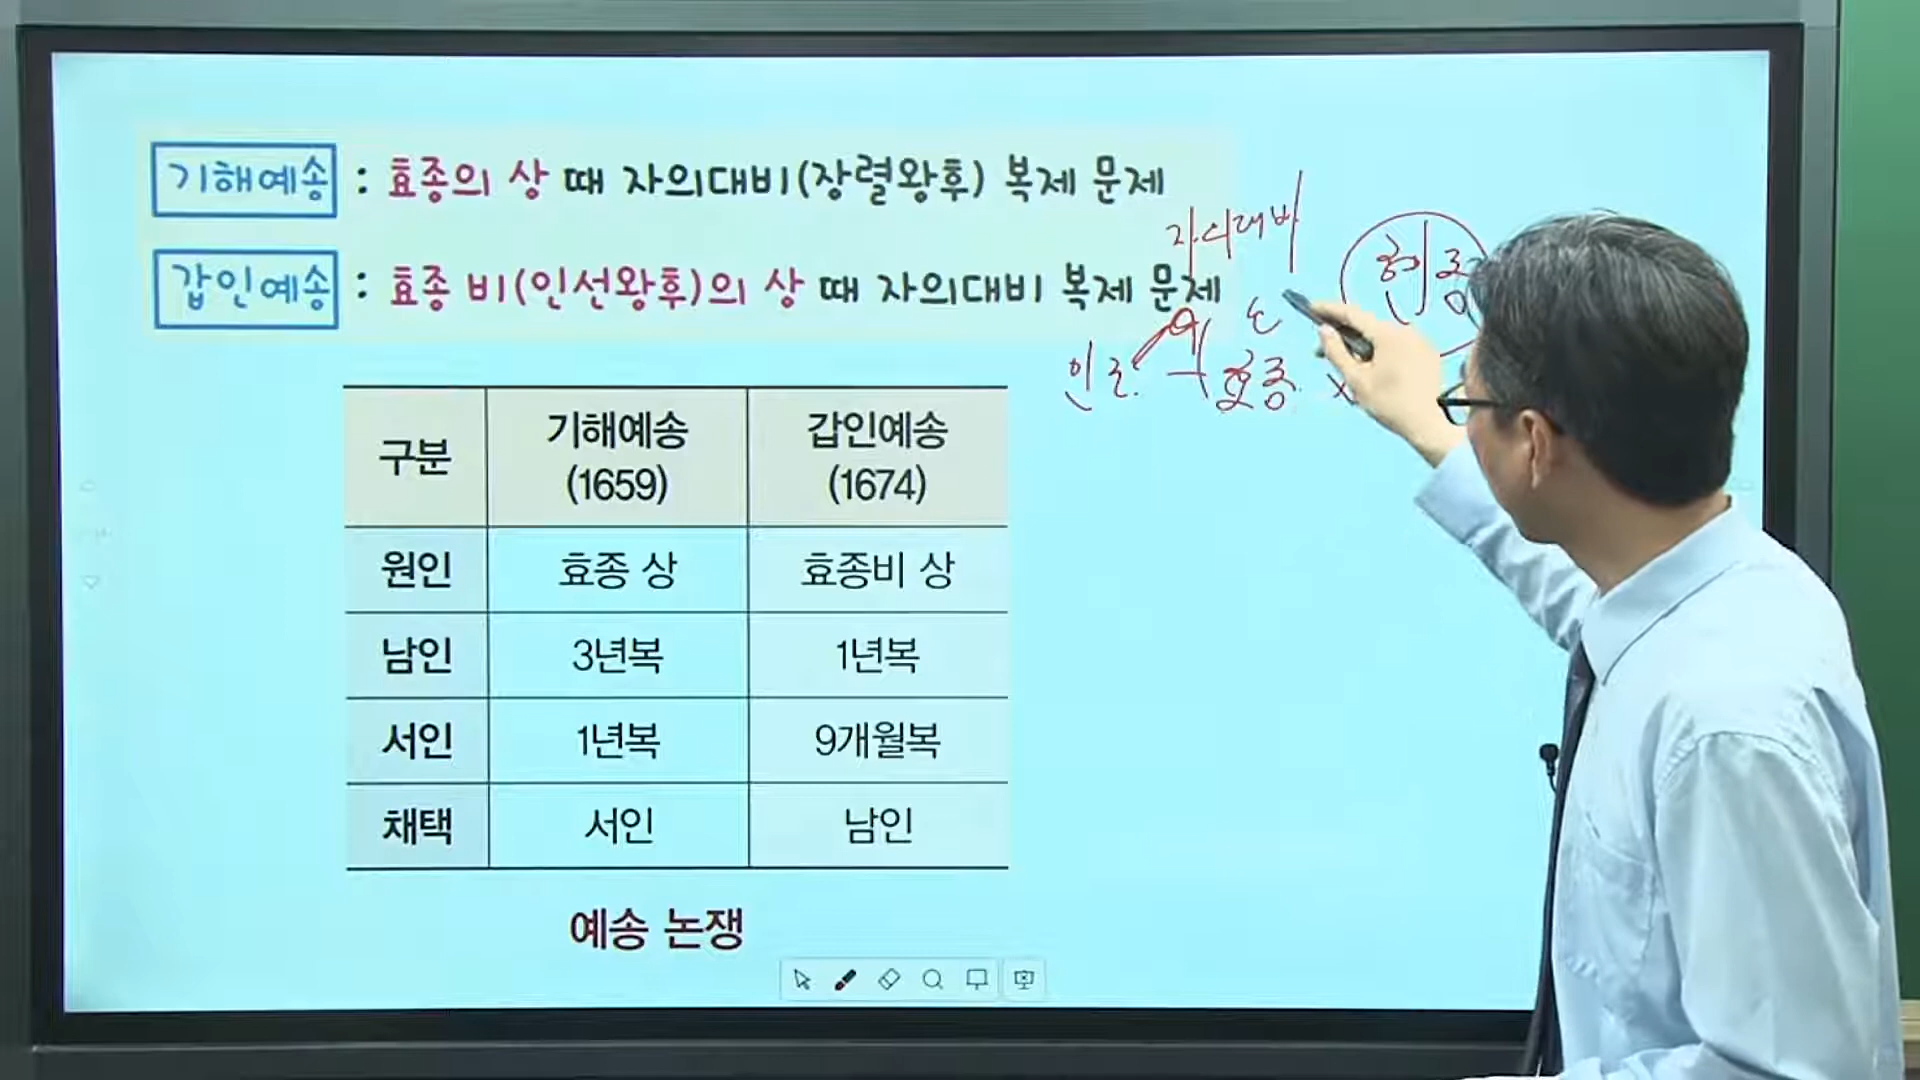 기해예송 : 효종의 상 때 자의대비(장렬왕후) 복제 문제
갑인예송 : 효종 비(인선왕후)의 상 때 자의대비 복제 문제
자의대비
현종
인조
효종
구분 기해예송 (1659) 갑인예송 (1674)
원인 효종 상 효종비 상
남인 3년복 1년복
서인 1년복 9개월복
채택 서인 남인
예송 논쟁